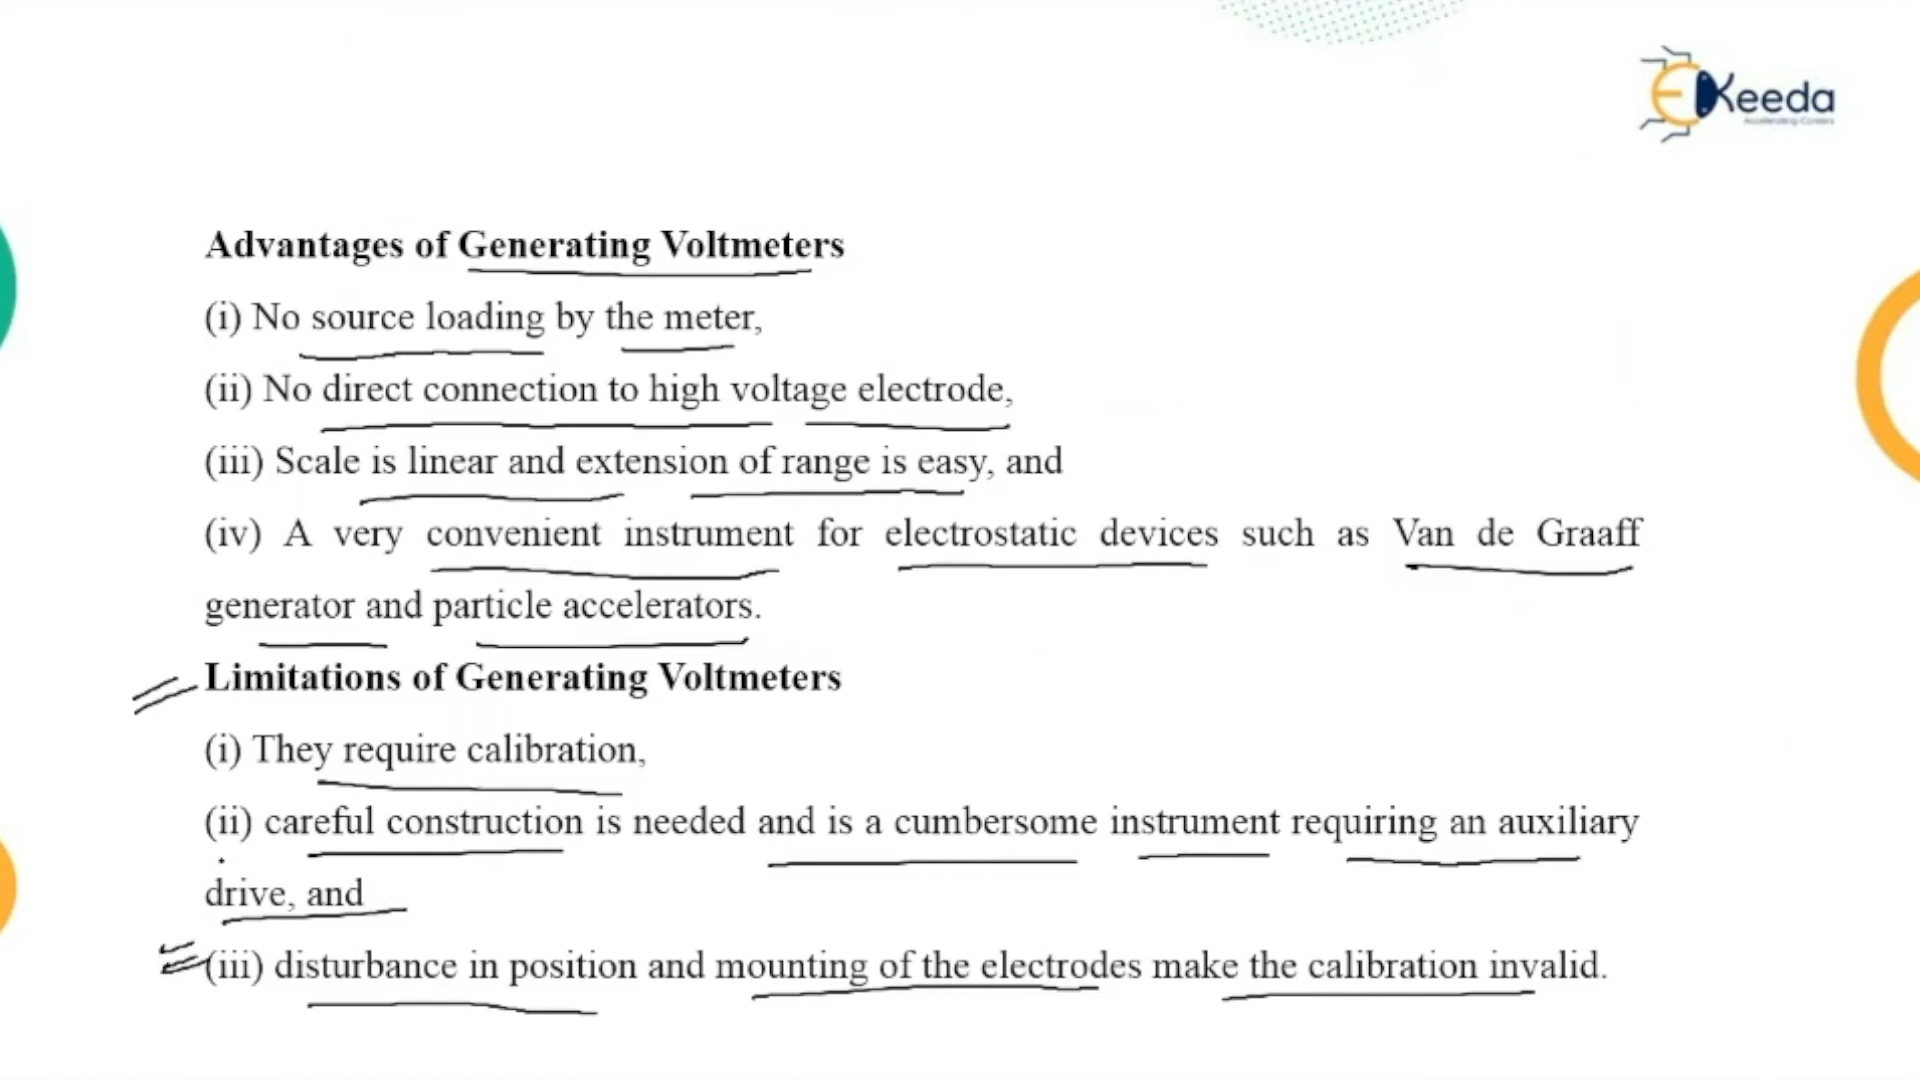 EKeeda
Accelerating Careers
Advantages of Generating Voltmeters
(i) No source loading by the meter,
(ii) No direct connection to high voltage electrode,
(iii) Scale is linear and extension of range is easy, and
(iv) A very convenient instrument for electrostatic devices such as Van de Graaff
generator and particle accelerators.
Limitations of Generating Voltmeters
(i) They require calibration,
(ii) careful construction is needed and is a cumbersome instrument requiring an auxiliary
drive, and
(iii) disturbance in position and mounting of the electrodes make the calibration invalid.